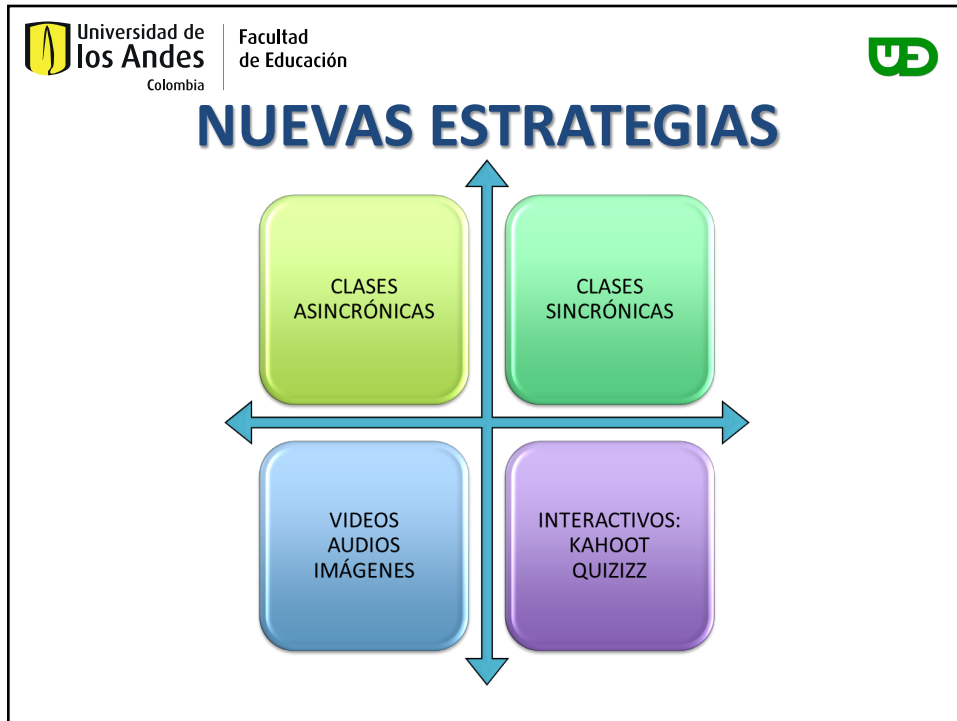 Universidad de
los Andes
Colombia
Facultad
de Educación
UE
NUEVAS ESTRATEGIAS
CLASES
ASINCRÓNICAS
CLASES
SINCRÓNICAS
VIDEOS
AUDIOS
IMÁGENES
INTERACTIVOS:
KAHOOT
QUIZIZZ